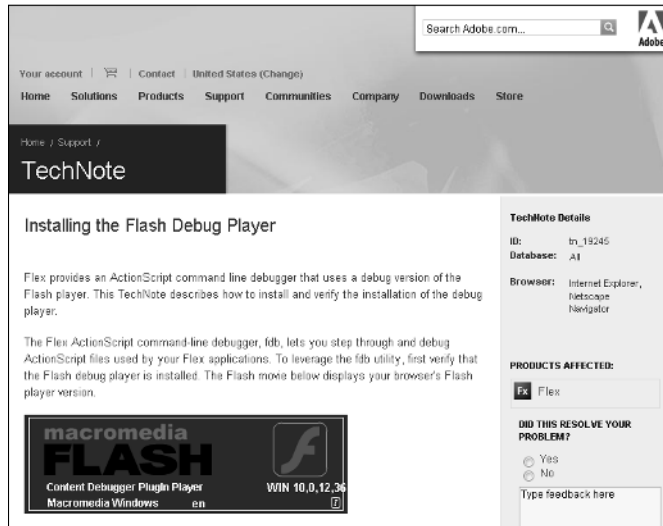 Search Adobe.com...
Adobe
Your account | Contact | United States (Change)
Home Solutions Products Support Communities Company Downloads Store
Home / Support /
TechNote
Installing the Flash Debug Player
Flex provides an ActionScript command line debugger that uses a debug version of the
Flash player. This TechNote describes how to install and verify the installation of the debug
player.
The Flex ActionScript command-line debugger, fdb, lets you step through and debug
ActionScript files used by your Flex applications. To leverage the fdb utility, first verify that
the Flash debug player is installed. The Flash movie below displays your browser's Flash
player version.
macromedia
FLASH
Content Debugger PlugIn Player WIN 10,0,12,36
Macromedia Windows en
TechNote Details
ID: tn_19245
Database: All
Browser: Internet Explorer,
Netscape
Navigator
PRODUCTS AFFECTED:
Fx Flex
DID THIS RESOLVE YOUR
PROBLEM?
Yes
No
Type feedback here